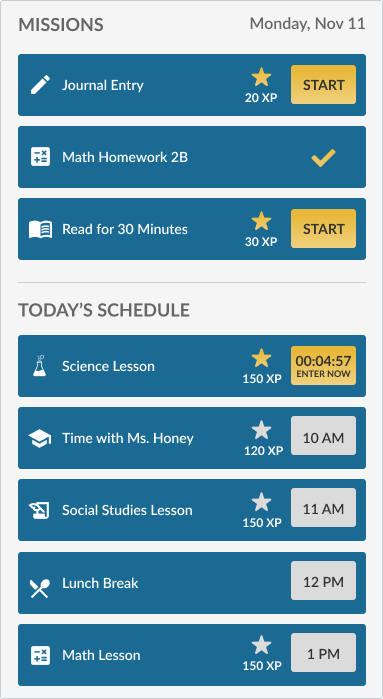 MISSIONS
Monday, Nov 11
Journal Entry
20 XP
START
Math Homework 2B
Read for 30 Minutes
30 XP
START
TODAY’S SCHEDULE
Science Lesson
150 XP
00:04:57
ENTER NOW
Time with Ms. Honey
120 XP
10 AM
Social Studies Lesson
150 XP
11 AM
Lunch Break
12 PM
Math Lesson
150 XP
1 PM